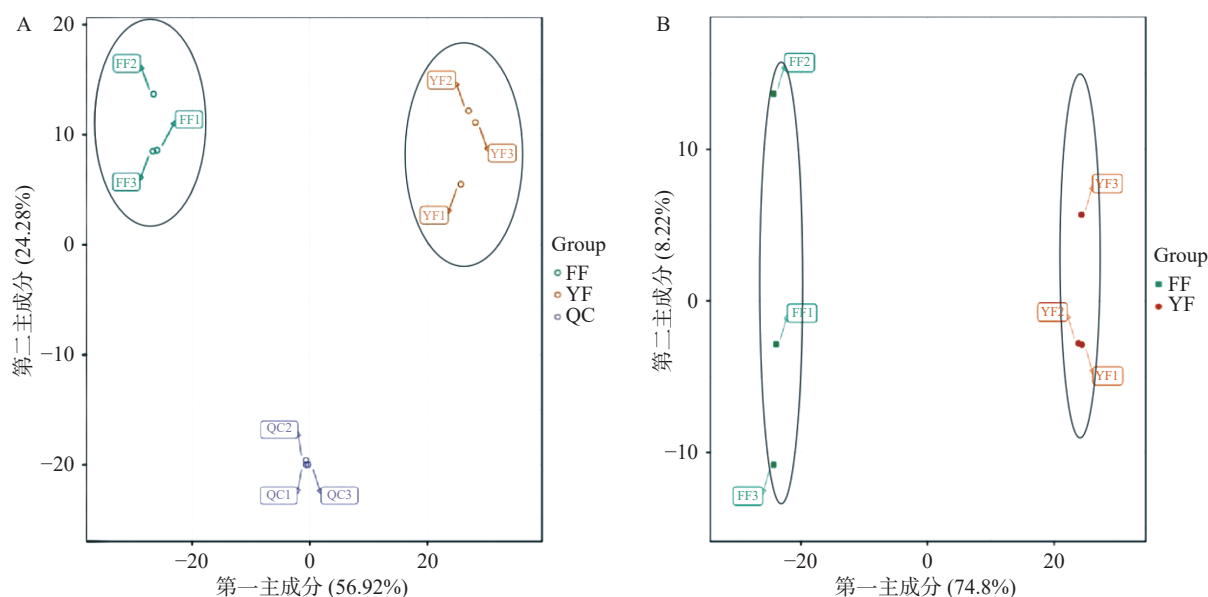 A
20
10
0
−10
−20
第二主成分 (24.28%)
FF2
FF1
FF3
YF2
YF3
YF1
QC2
QC1
QC3
−20
0
20
第一主成分 (56.92%)
Group
FF
YF
QC
B
10
0
−10
第二主成分 (8.22%)
FF2
FF1
FF3
YF3
YF2
YF1
−20
0
20
第一主成分 (74.8%)
Group
FF
YF